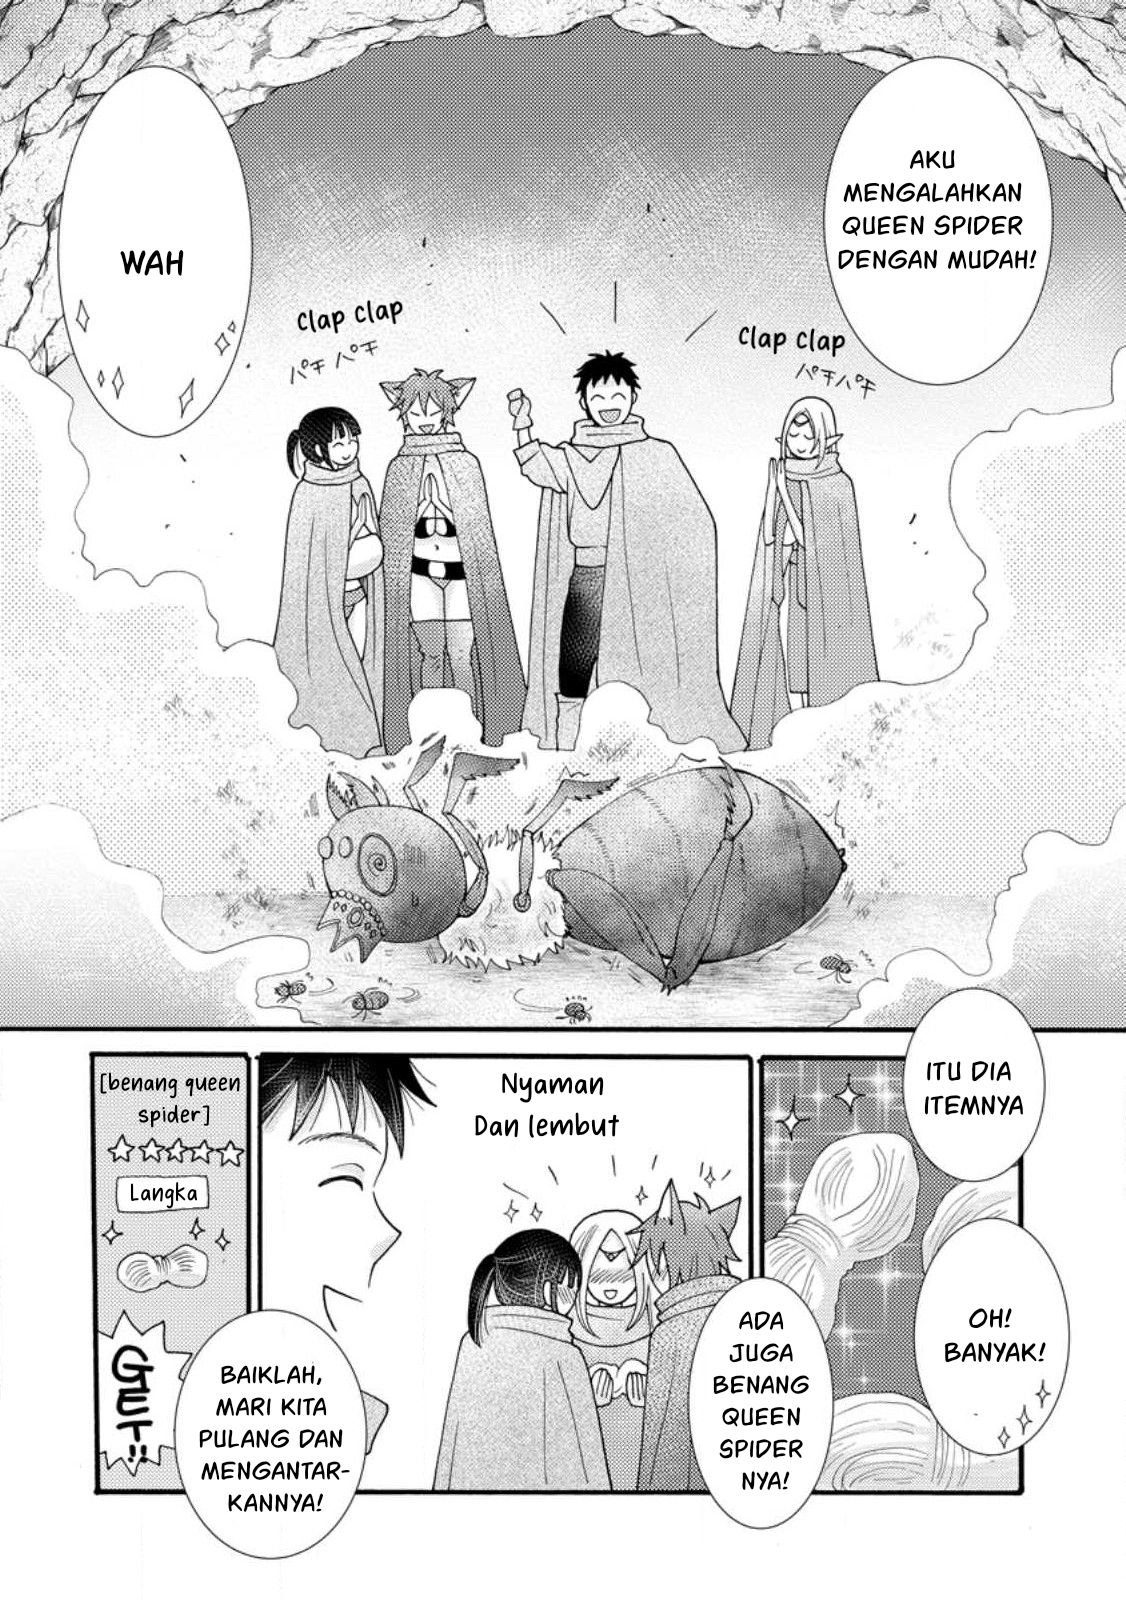 AKU
MENGALAHKAN
QUEEN SPIDER
DENGAN MUDAH!
WAH
clap clap
パチパチ
clap clap
パチパチ
ITU DIA
ITEMNYA
OH!
BANYAK!
Nyaman
Dan lembut
ADA
JUGA
BENANG
QUEEN
SPIDER
NYA!
[benang queen
spider]
☆☆☆☆☆
Langka
GET!!
BAIKLAH,
MARI KITA
PULANG DAN
MENGANTAR-
KANNYA!